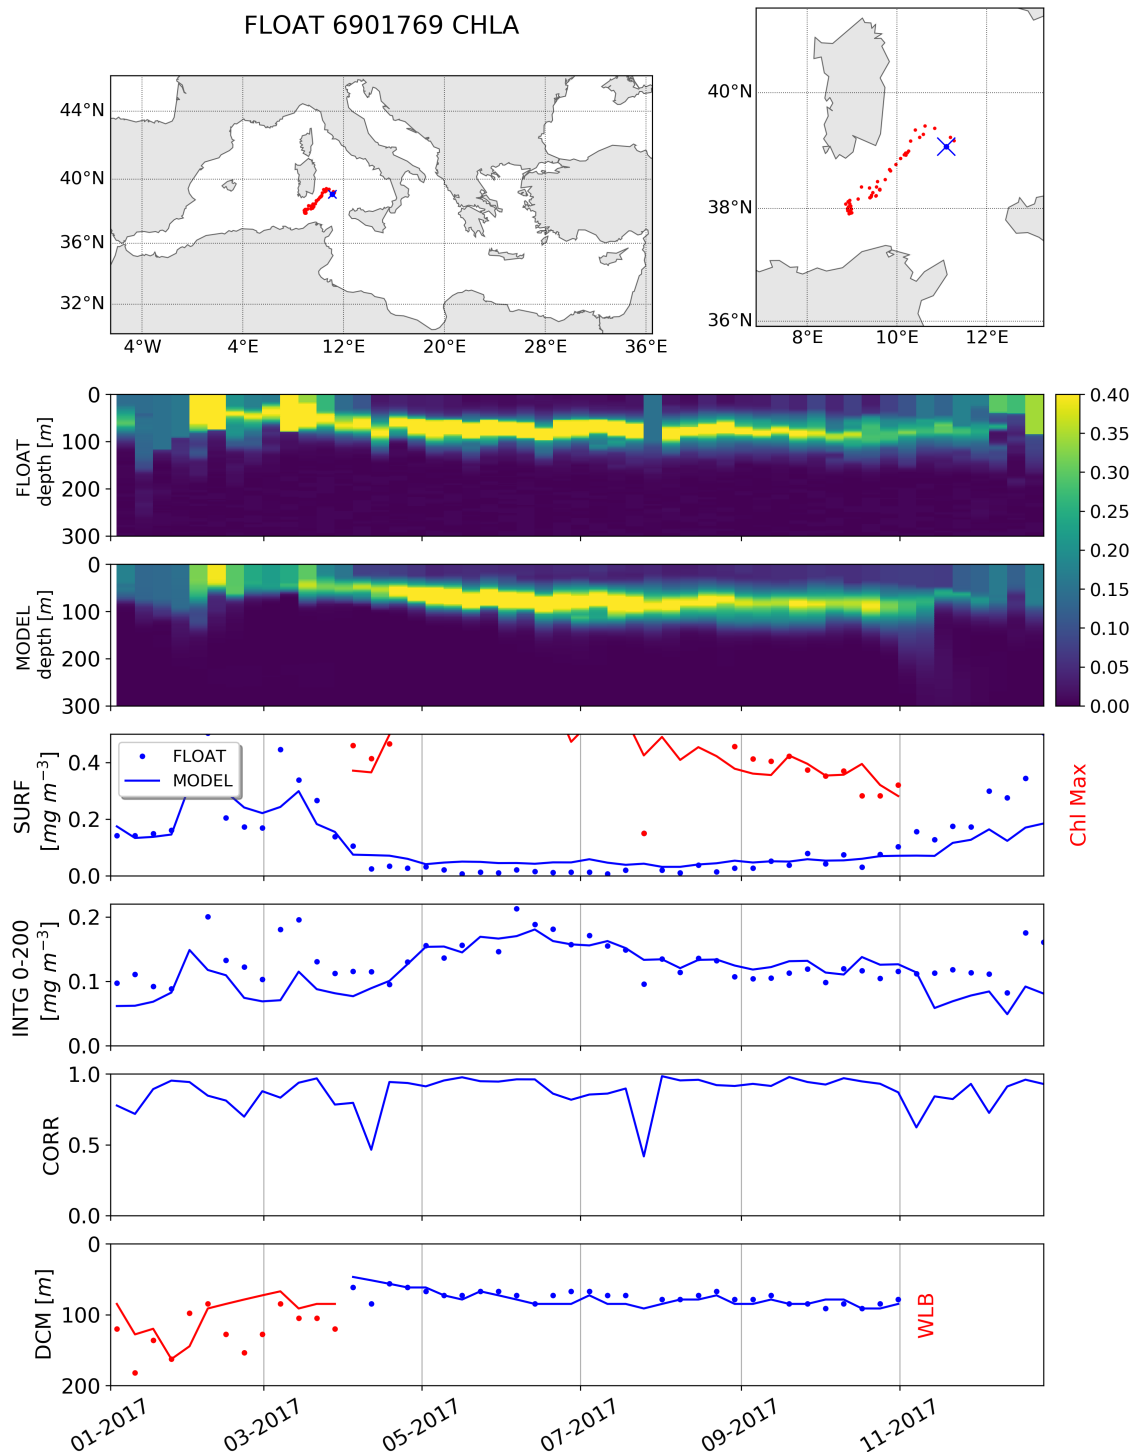 FLOAT 6901769 CHLA
44°N
40°N
36°N
32°N
4°W 4°E 12°E 20°E 28°E 36°E
40°N
38°N
36°N
8°E 10°E 12°E
FLOAT
depth [m]
0
100
200
300
MODEL
depth [m]
0
100
200
300
0.40
0.35
0.30
0.25
0.20
0.15
0.10
0.05
0.00
SURF
[mg m⁻³]
0.4
0.2
0.0
FLOAT
MODEL
Chl Max
INTG 0-200
[mg m⁻³]
0.2
0.1
0.0
CORR
1.0
0.5
0.0
DCM [m]
0
100
200
WLB
01-2017 03-2017 05-2017 07-2017 09-2017 11-2017